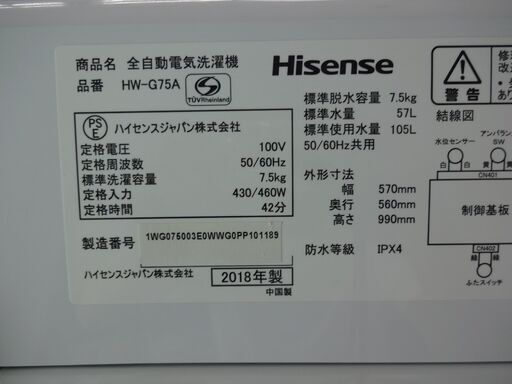 商品名 全自動電気洗濯機
品番 HW-G75A
TÜVRheinland
Hisense
PS
E
ハイセンスジャパン株式会社
定格電圧 100V
定格周波数 50/60Hz
標準洗濯容量 7.5kg
定格入力 430/460W
定格時間 42分
製造番号 1WG075003E0WWG0PP101189
ハイセンスジャパン株式会社 2018年製
中国製
標準脱水容量 7.5kg
標準水量 57L
標準使用水量 105L
50/60Hz共用
外形寸法
幅 570mm
奥行 560mm
高さ 990mm
防水等級 IPX4
警告
結線図
水位センサー
アンバラン
SW
白 白 黄
CN401
制御基板
CN402
緑 緑
ふたスイッチ